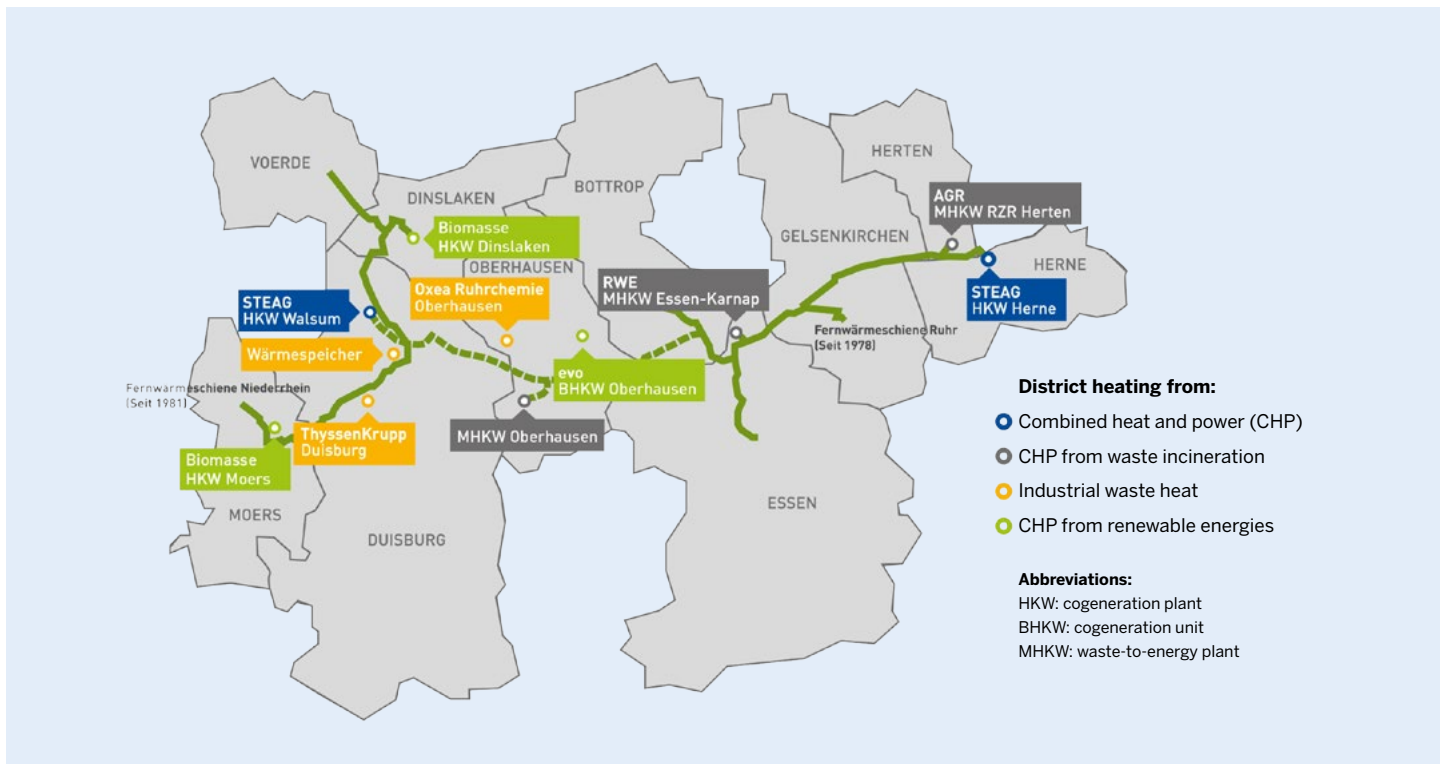 VOERDE
DINSLAKEN
BOTTROP
HERTEN
AGR
MHKW RZR Herten
Biomasse
HKW Dinslaken
GELSENKIRCHEN
OBERHAUSEN
HERNE
RWE
MHKW Essen-Karnap
Oxea Ruhrchemie
Oberhausen
STEAG
HKW Walsum
STEAG
HKW Herne
Fernwärmeschiene Ruhr
(Seit 1978)
Wärmespeicher
evo
BHKW Oberhausen
Fernwarmeschiene Niederrhein
(Seit 1981)
ThyssenKrupp
Duisburg
MHKW Oberhausen
Biomasse
HKW Moers
MOERS
DUISBURG
ESSEN
District heating from:
Combined heat and power (CHP)
CHP from waste incineration
Industrial waste heat
CHP from renewable energies
Abbreviations:
HKW: cogeneration plant
BHKW: cogeneration unit
MHKW: waste-to-energy plant